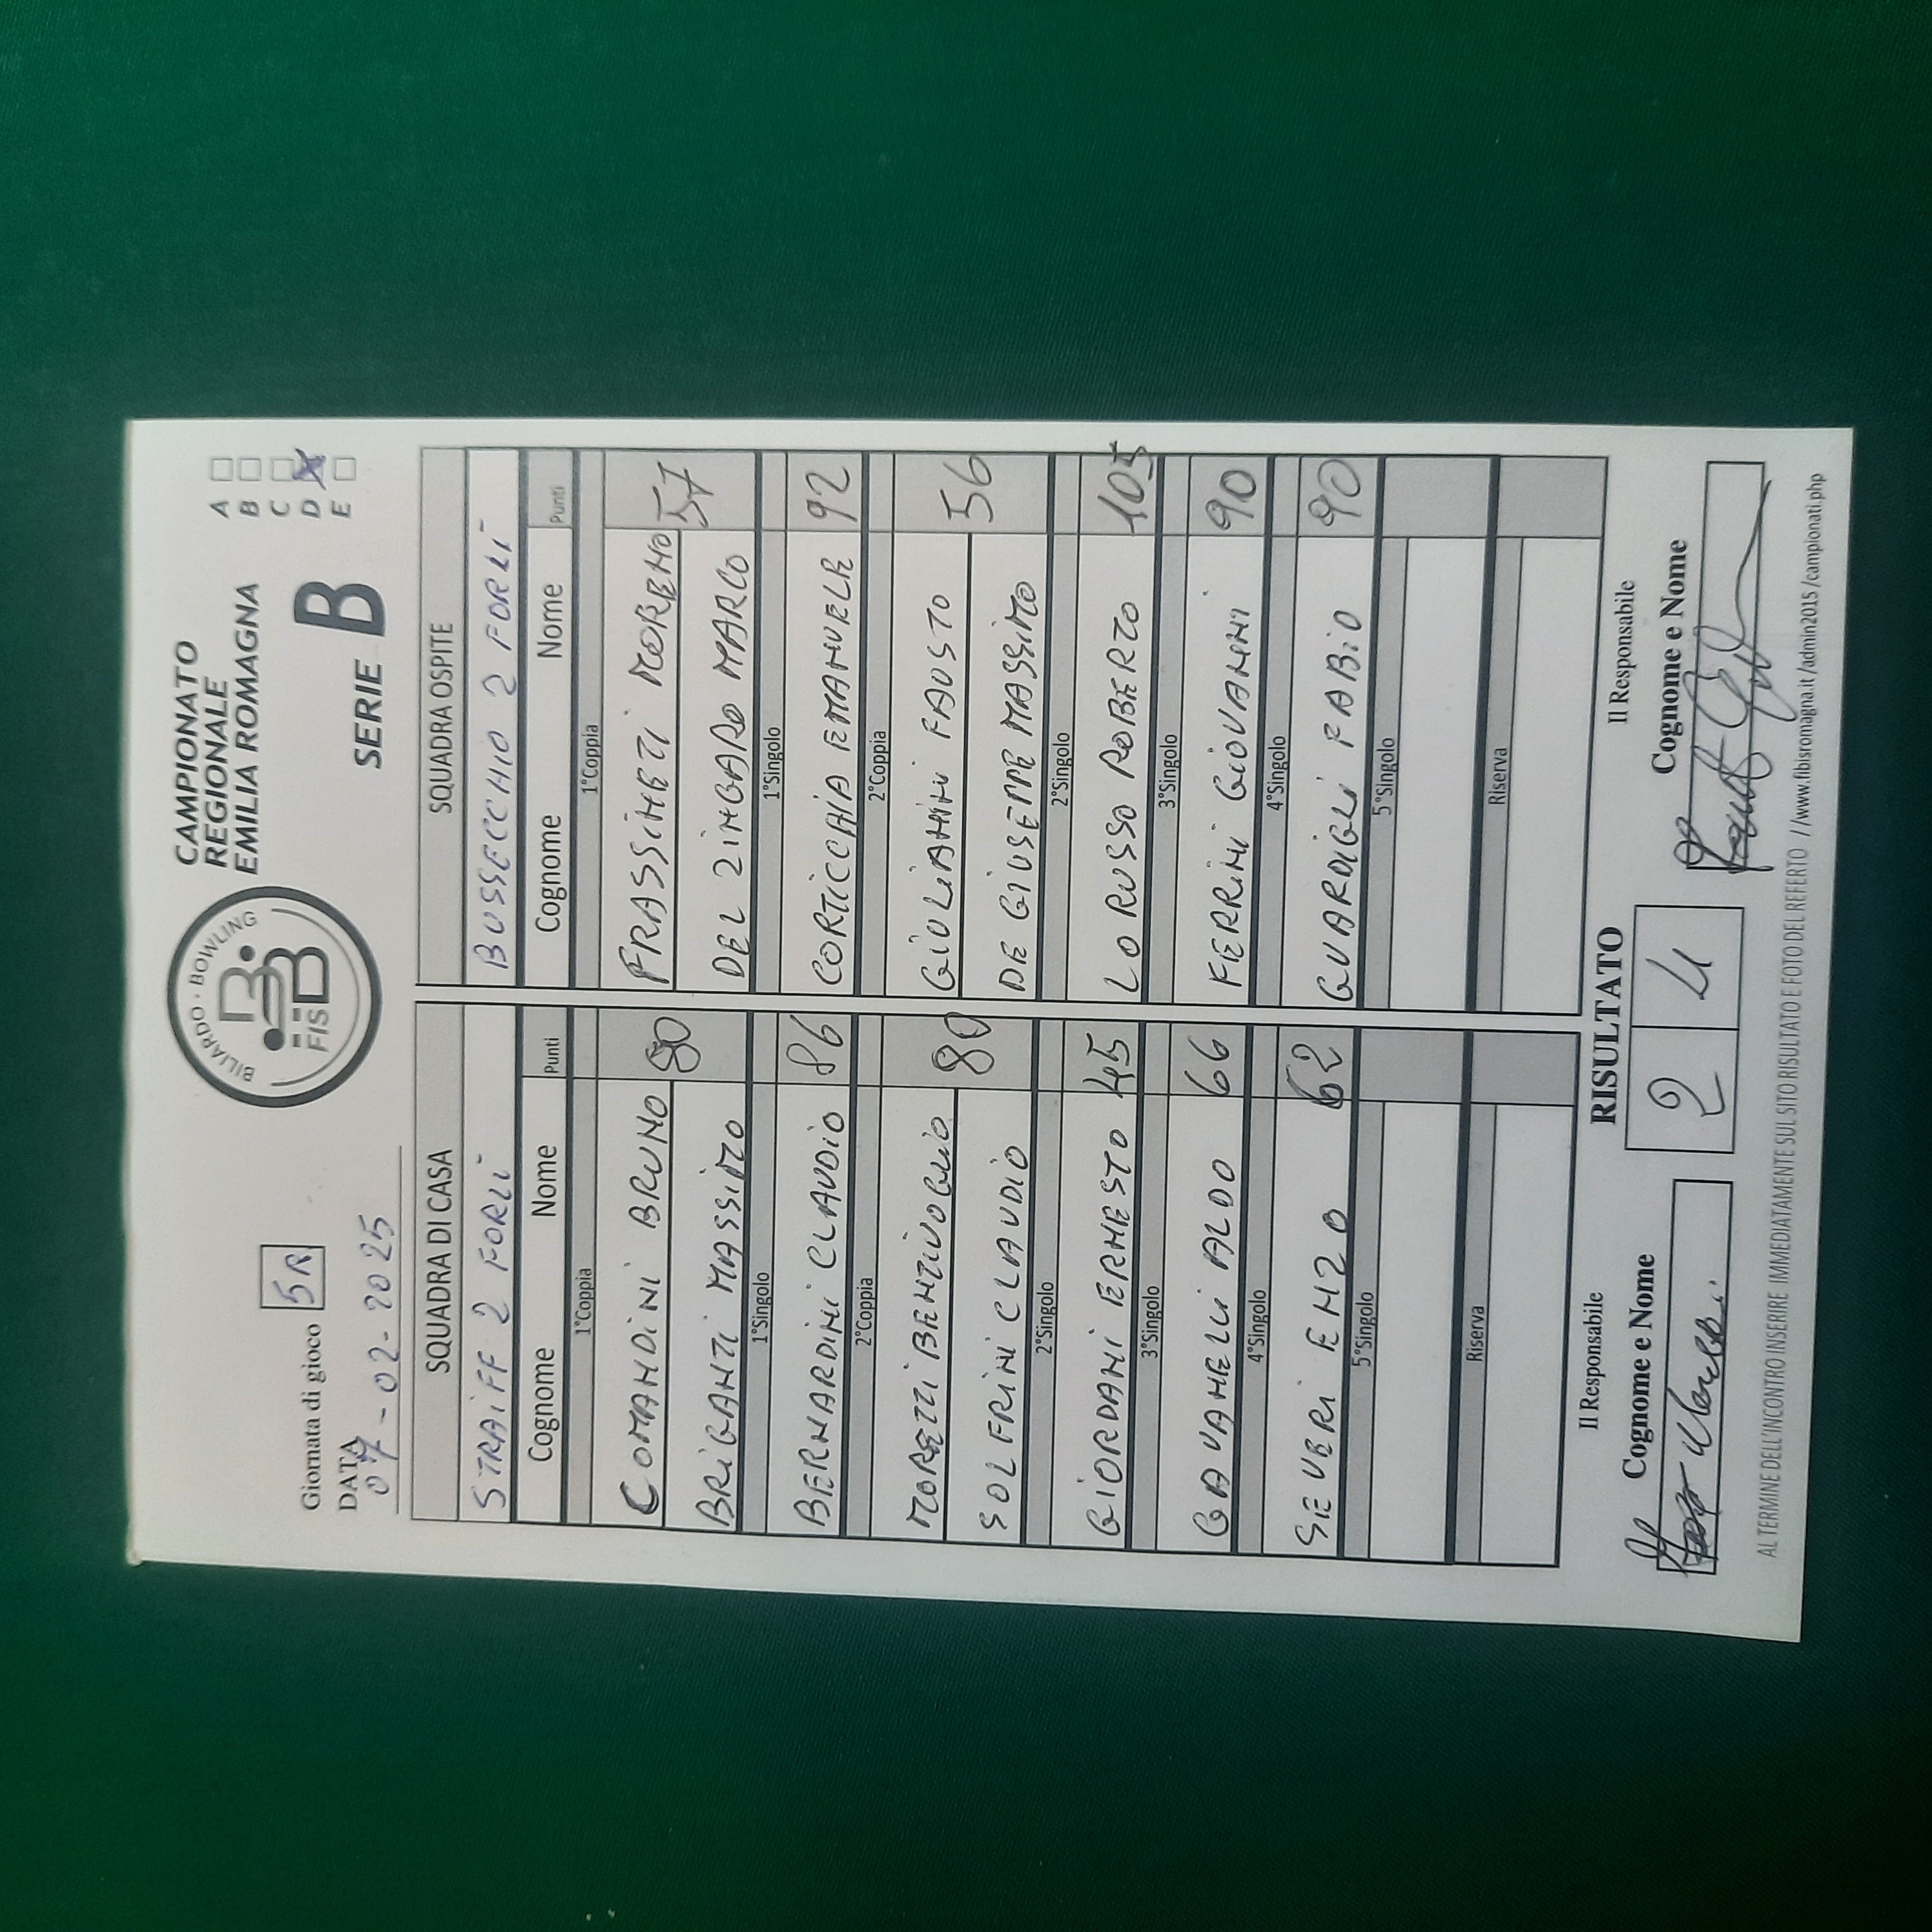 Giornata di gioco 5R
DATA
07-02-2025
BILIARDO · BOWLING
FISBB
CAMPIONATO
REGIONALE
EMILIA ROMAGNA
SERIE B
A
B
C
D X
E
SQUADRA DI CASA SQUADRA OSPITE
STRAIFF 2 FORLÌ BUSSECCHIO 2 FORLÌ
Cognome Nome Punti Cognome Nome Punti
1°Coppia 1°Coppia
COMANDINI BRUNO 80 FRASSINETI MORENO 57
BRIGANTI MASSIMO DEL ZINGARO MARCO
1°Singolo 1°Singolo
BERNARDINI CLAUDIO 86 CORTICCHIA EMANUELE 92
2°Coppia 2°Coppia
MORETTI BENTIVOGLIO 80 GIULIANINI FAUSTO 56
SOLFRINI CLAUDIO DE GIUSEPPE MASSIMO
2°Singolo 2°Singolo
GIORDANI ERNESTO 45 LO RUSSO ROBERTO 105
3°Singolo 3°Singolo
GAVANELLI ALDO 66 FERRINI GIOVANNI 90
4°Singolo 4°Singolo
SEVERI ENZO 62 GUARDIGLI FABIO 90
5°Singolo 5°Singolo
Riserva Riserva
Il Responsabile RISULTATO Il Responsabile
Cognome e Nome 2 4 Cognome e Nome
AL TERMINE DELL'INCONTRO INSERIRE IMMEDIATAMENTE SUL SITO RISULTATO E FOTO DEL REFERTO //www.fibisromagna.it/admin2015/campionati.php